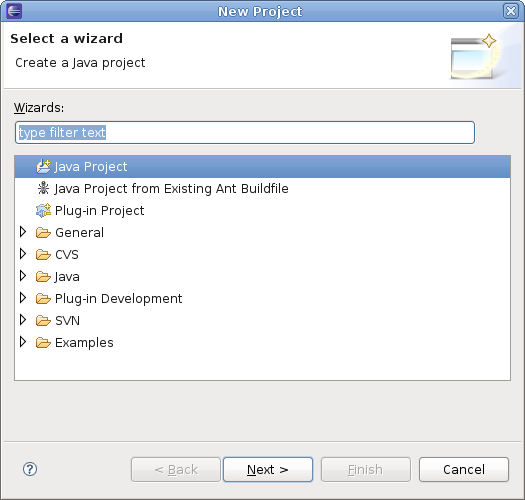 New Project
Select a wizard
Create a Java project
Wizards:
type filter text
Java Project
Java Project from Existing Ant Buildfile
Plug-in Project
General
CVS
Java
Plug-in Development
SVN
Examples
? < Back Next > Finish Cancel